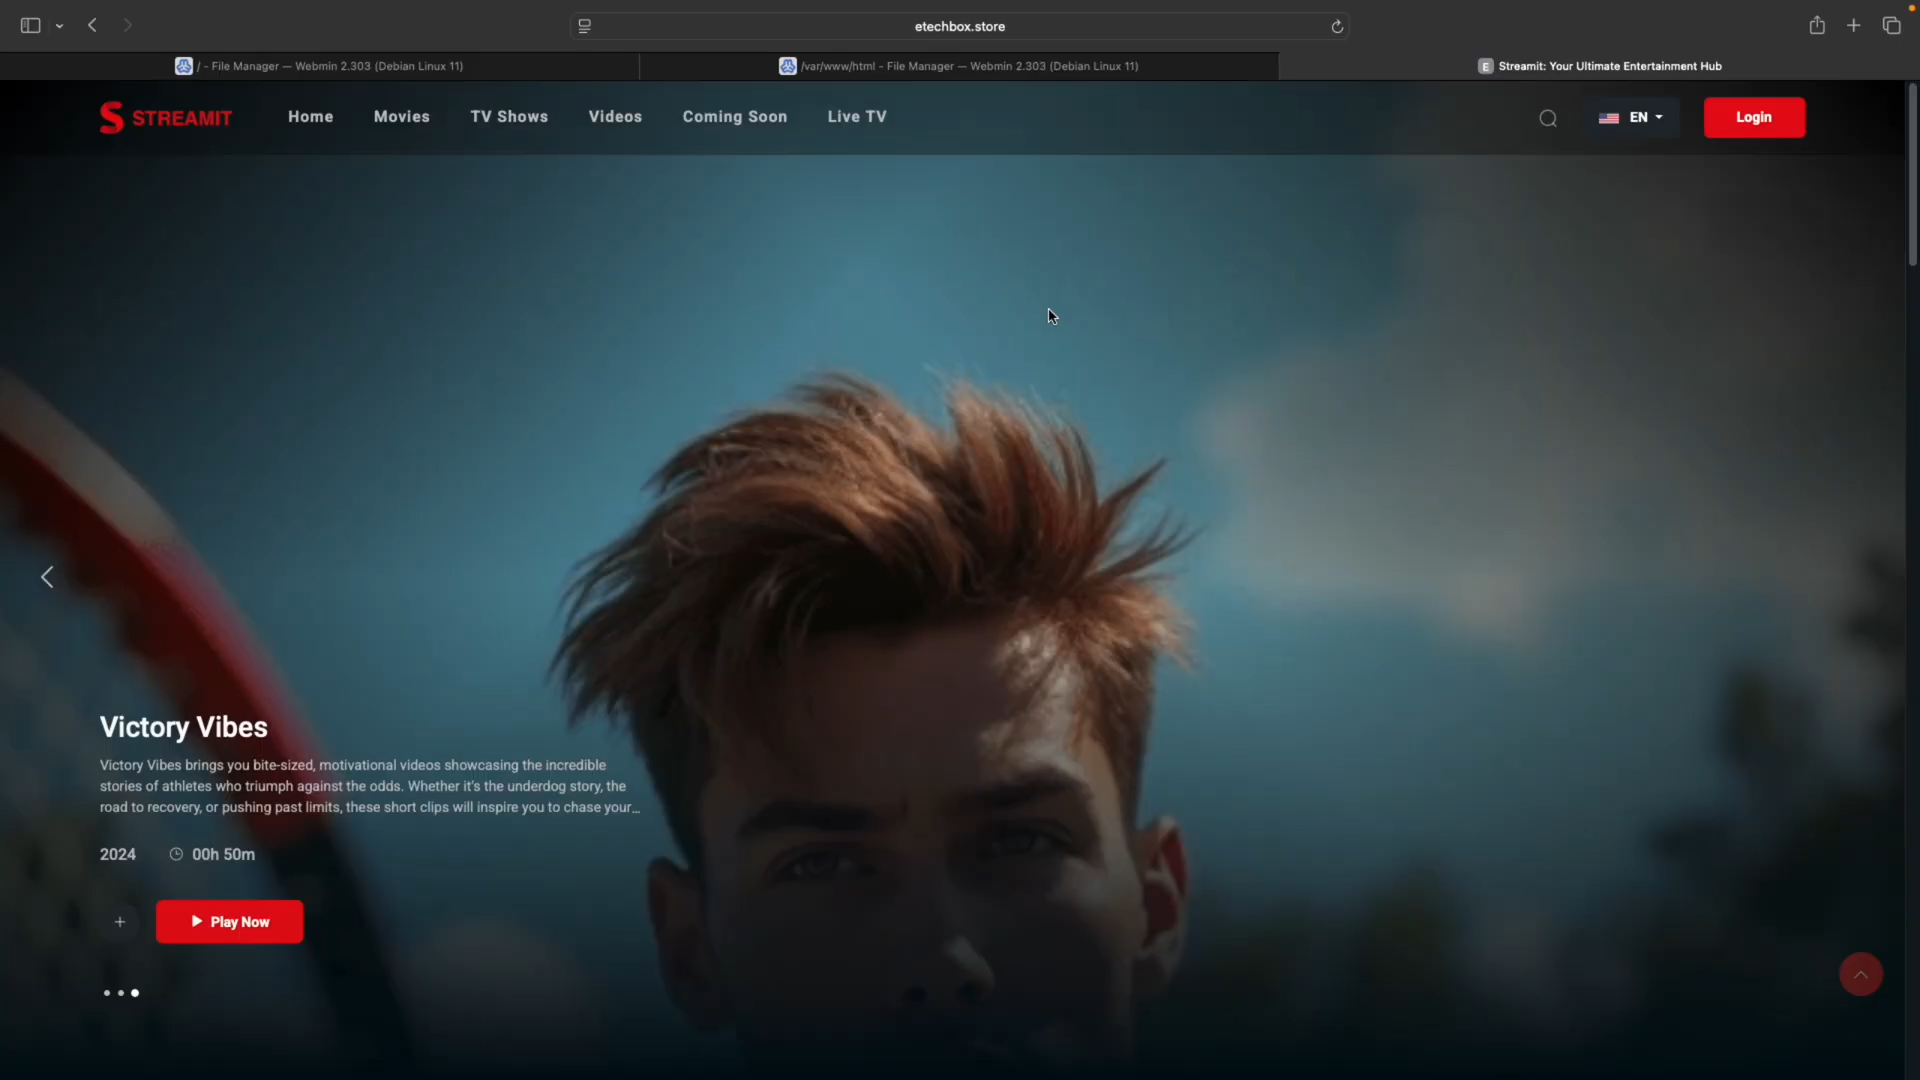 etechbox.store
/ - File Manager — Webmin 2.303 (Debian Linux 11)
/var/www/html - File Manager — Webmin 2.303 (Debian Linux 11)
E Streamit: Your Ultimate Entertainment Hub
STREAMIT
Home
Movies
TV Shows
Videos
Coming Soon
Live TV
EN
Login
Victory Vibes
Victory Vibes brings you bite-sized, motivational videos showcasing the incredible
stories of athletes who triumph against the odds. Whether it's the underdog story, the
road to recovery, or pushing past limits, these short clips will inspire you to chase your...
2024
00h 50m
Play Now